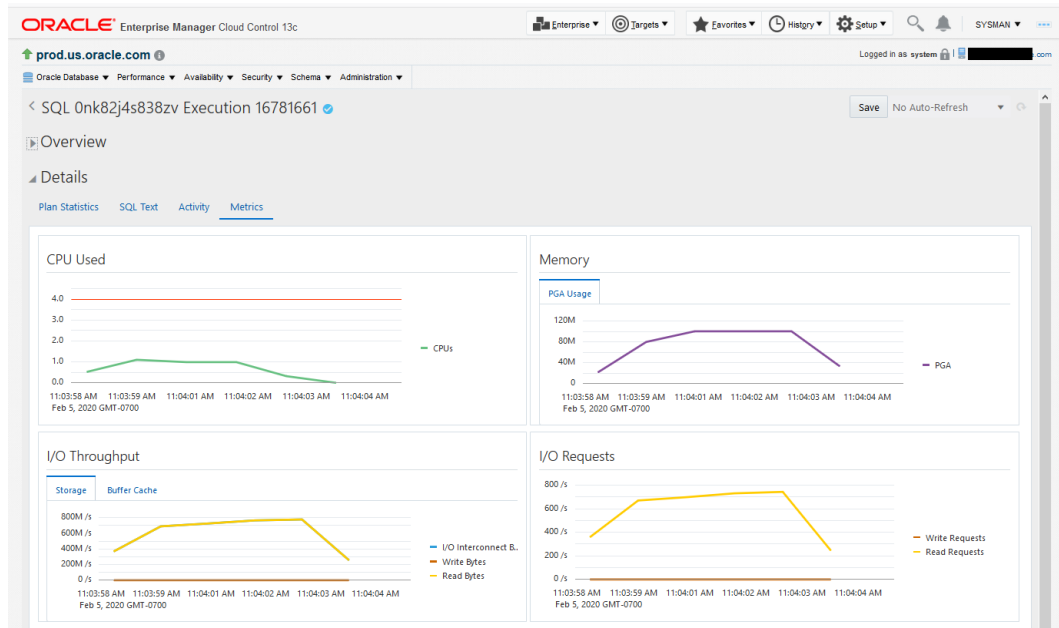 ORACLE Enterprise Manager Cloud Control 13c
Enterprise Targets Favorites History Setup SYSMAN
prod.us.oracle.com
Logged in as system .com
Oracle Database Performance Availability Security Schema Administration
SQL 0nk82j4s838zv Execution 16781661
Save No Auto-Refresh
Overview
Details
Plan Statistics SQL Text Activity Metrics
CPU Used
4.0
3.0
2.0
1.0
0.0
CPUs
11:03:58 AM 11:03:59 AM 11:04:01 AM 11:04:02 AM 11:04:03 AM 11:04:04 AM
Feb 5, 2020 GMT-0700
Memory
PGA Usage
120M
80M
40M
0
PGA
11:03:58 AM 11:03:59 AM 11:04:01 AM 11:04:02 AM 11:04:03 AM 11:04:04 AM
Feb 5, 2020 GMT-0700
I/O Throughput
Storage Buffer Cache
800M /s
600M /s
400M /s
200M /s
0 /s
I/O Interconnect B..
Write Bytes
Read Bytes
11:03:58 AM 11:03:59 AM 11:04:01 AM 11:04:02 AM 11:04:03 AM 11:04:04 AM
Feb 5, 2020 GMT-0700
I/O Requests
800 /s
600 /s
400 /s
200 /s
0 /s
Write Requests
Read Requests
11:03:58 AM 11:03:59 AM 11:04:01 AM 11:04:02 AM 11:04:03 AM 11:04:04 AM
Feb 5, 2020 GMT-0700